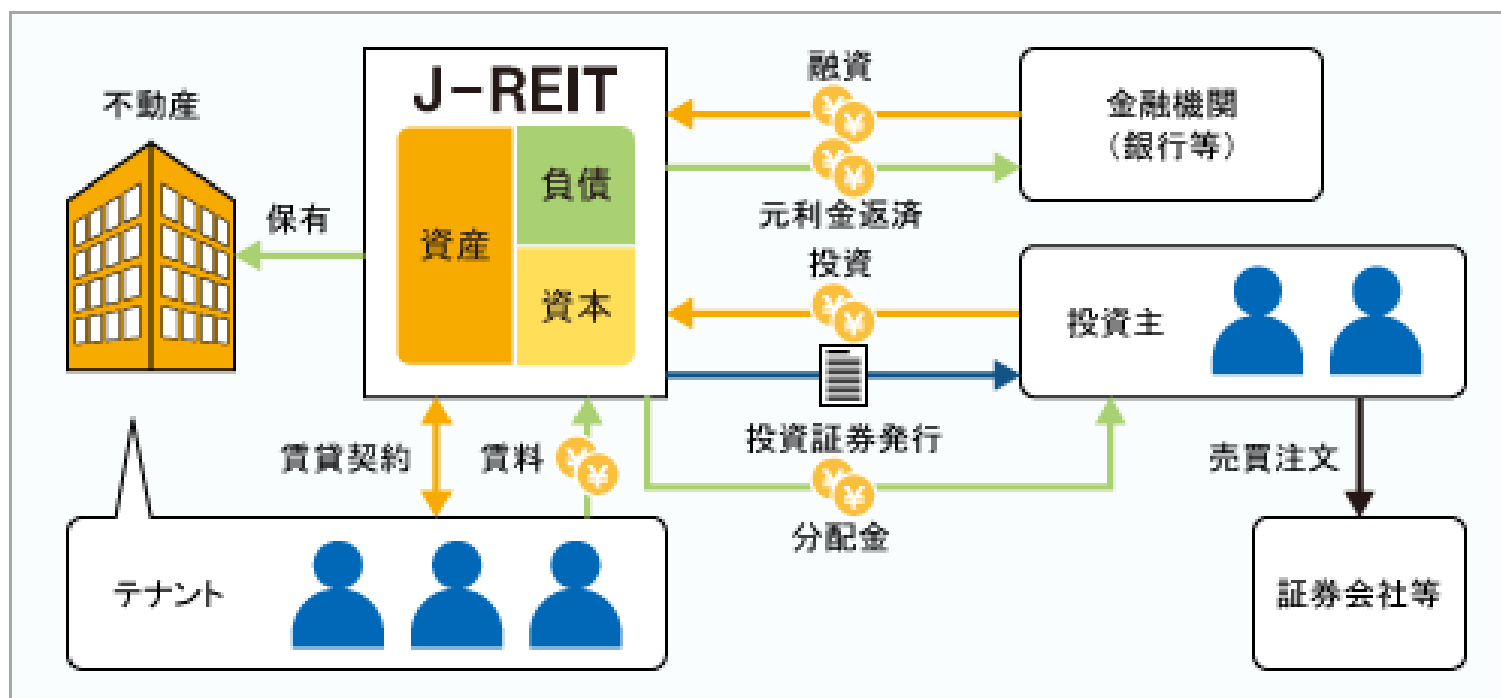 J-REIT
不動産
保有
資産
負債
資本
融資
¥¥
¥¥
元利金返済
金融機関
（銀行等）
投資
¥¥
投資主
投資証券発行
¥¥
分配金
賃貸契約
賃料
¥¥
売買注文
テナント
証券会社等